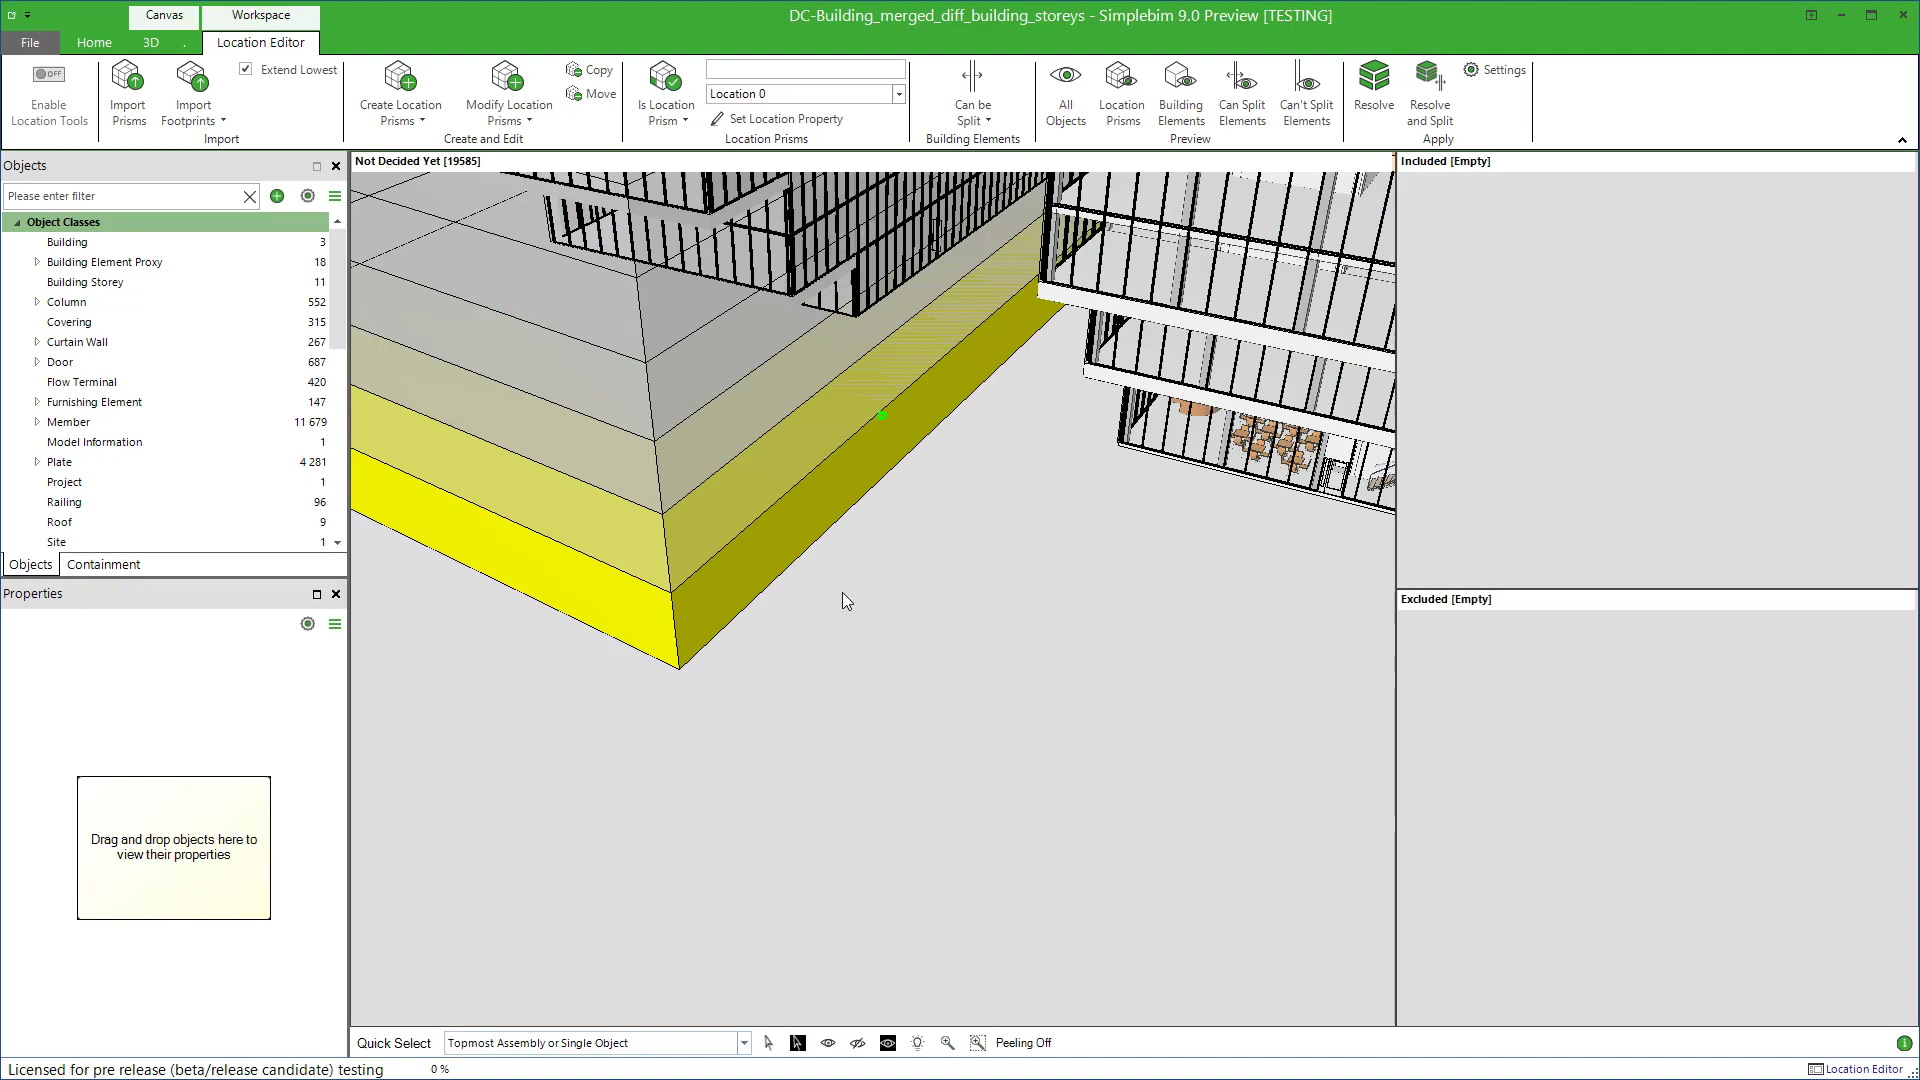 Canvas
Workspace
DC-Building_merged_diff_building_storeys - Simplebim 9.0 Preview [TESTING]
File
Home
3D
.
Location Editor
OFF
Enable
Location Tools
Import
Prisms
Import
Footprints
Extend Lowest
Import
Create Location
Prisms
Modify Location
Prisms
Copy
Move
Create and Edit
Is Location
Prism
Location 0
Set Location Property
Location Prisms
Can be
Split
Building Elements
All
Objects
Location
Prisms
Building
Elements
Can Split
Elements
Can't Split
Elements
Preview
Resolve
Resolve
and Split
Settings
Apply
Objects
Please enter filter
Object Classes
Building 3
Building Element Proxy 18
Building Storey 11
Column 552
Covering 315
Curtain Wall 267
Door 687
Flow Terminal 420
Furnishing Element 147
Member 11 679
Model Information 1
Plate 4 281
Project 1
Railing 96
Roof 9
Site 1
Objects
Containment
Properties
Drag and drop objects here to
view their properties
Not Decided Yet [19585]
Included [Empty]
Excluded [Empty]
Quick Select
Topmost Assembly or Single Object
Peeling Off
Licensed for pre release (beta/release candidate) testing
0 %
Location Editor